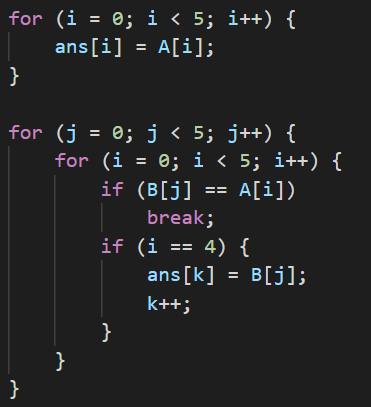 for (i = 0; i < 5; i++) {
    ans[i] = A[i];
}

for (j = 0; j < 5; j++) {
    for (i = 0; i < 5; i++) {
        if (B[j] == A[i])
            break;
        if (i == 4) {
            ans[k] = B[j];
            k++;
        }
    }
}